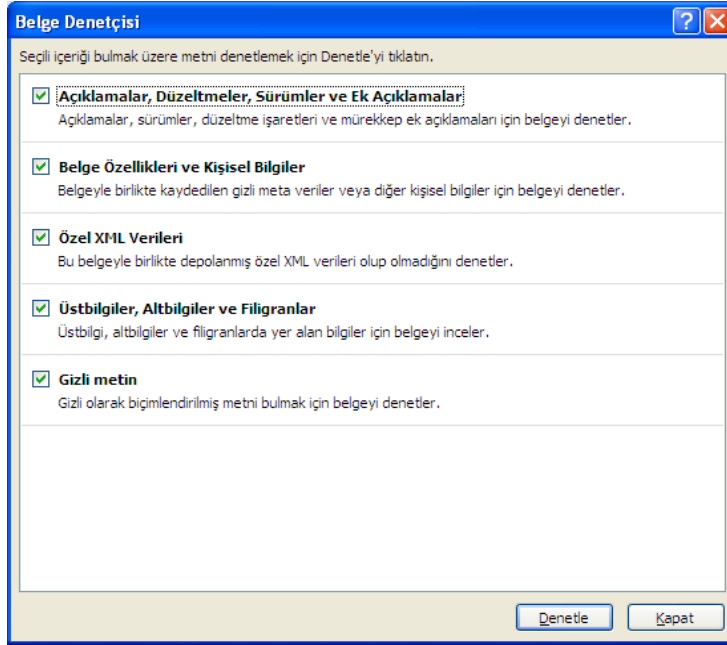 Belge Denetçisi
Seçili içeriği bulmak üzere metni denetlemek için Denetle'yi tıklatın.
Açıklamalar, Düzeltmeler, Sürümler ve Ek Açıklamalar
Açıklamalar, sürümler, düzeltme işaretleri ve mürekkep ek açıklamaları için belgeyi denetler.
Belge Özellikleri ve Kişisel Bilgiler
Belgeyle birlikte kaydedilen gizli meta veriler veya diğer kişisel bilgiler için belgeyi denetler.
Özel XML Verileri
Bu belgeyle birlikte depolanmış özel XML verileri olup olmadığını denetler.
Üstbilgiler, Altbilgiler ve Filigranlar
Üstbilgi, altbilgiler ve filigranlarda yer alan bilgiler için belgeyi inceler.
Gizli metin
Gizli olarak biçimlendirilmiş metni bulmak için belgeyi denetler.
Denetle Kapat